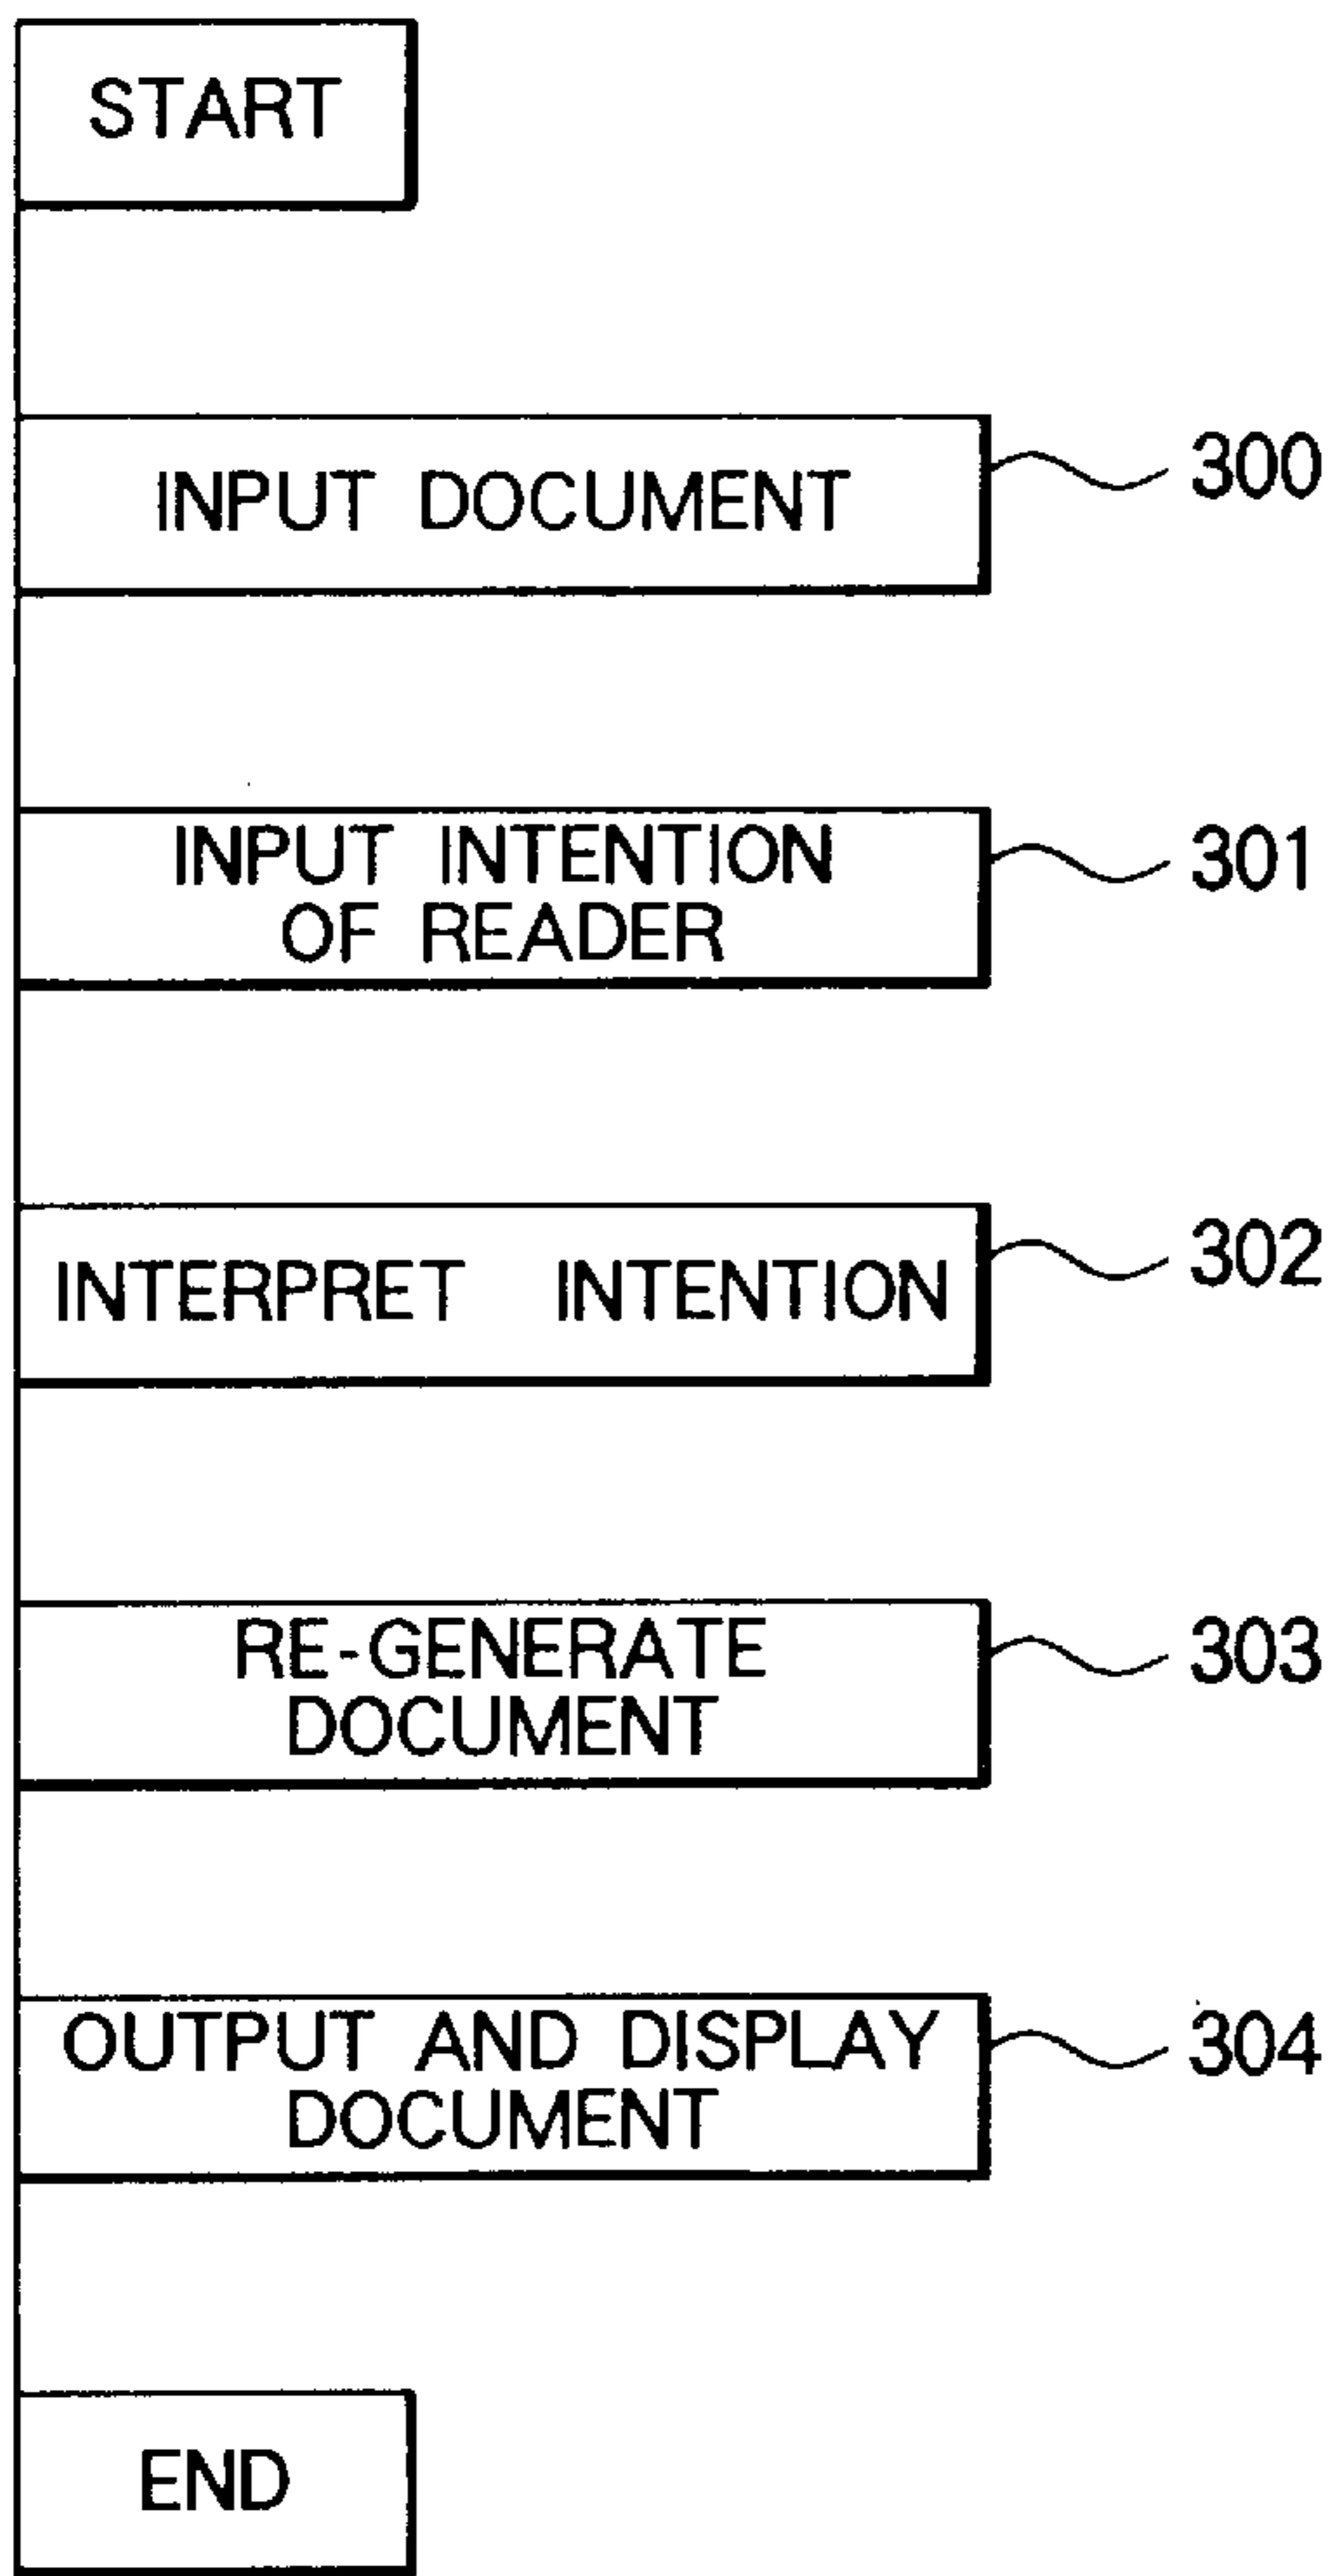 START
INPUT DOCUMENT
300
INPUT INTENTION
OF READER
301
INTERPRET INTENTION
302
RE-GENERATE
DOCUMENT
303
OUTPUT AND DISPLAY
DOCUMENT
304
END